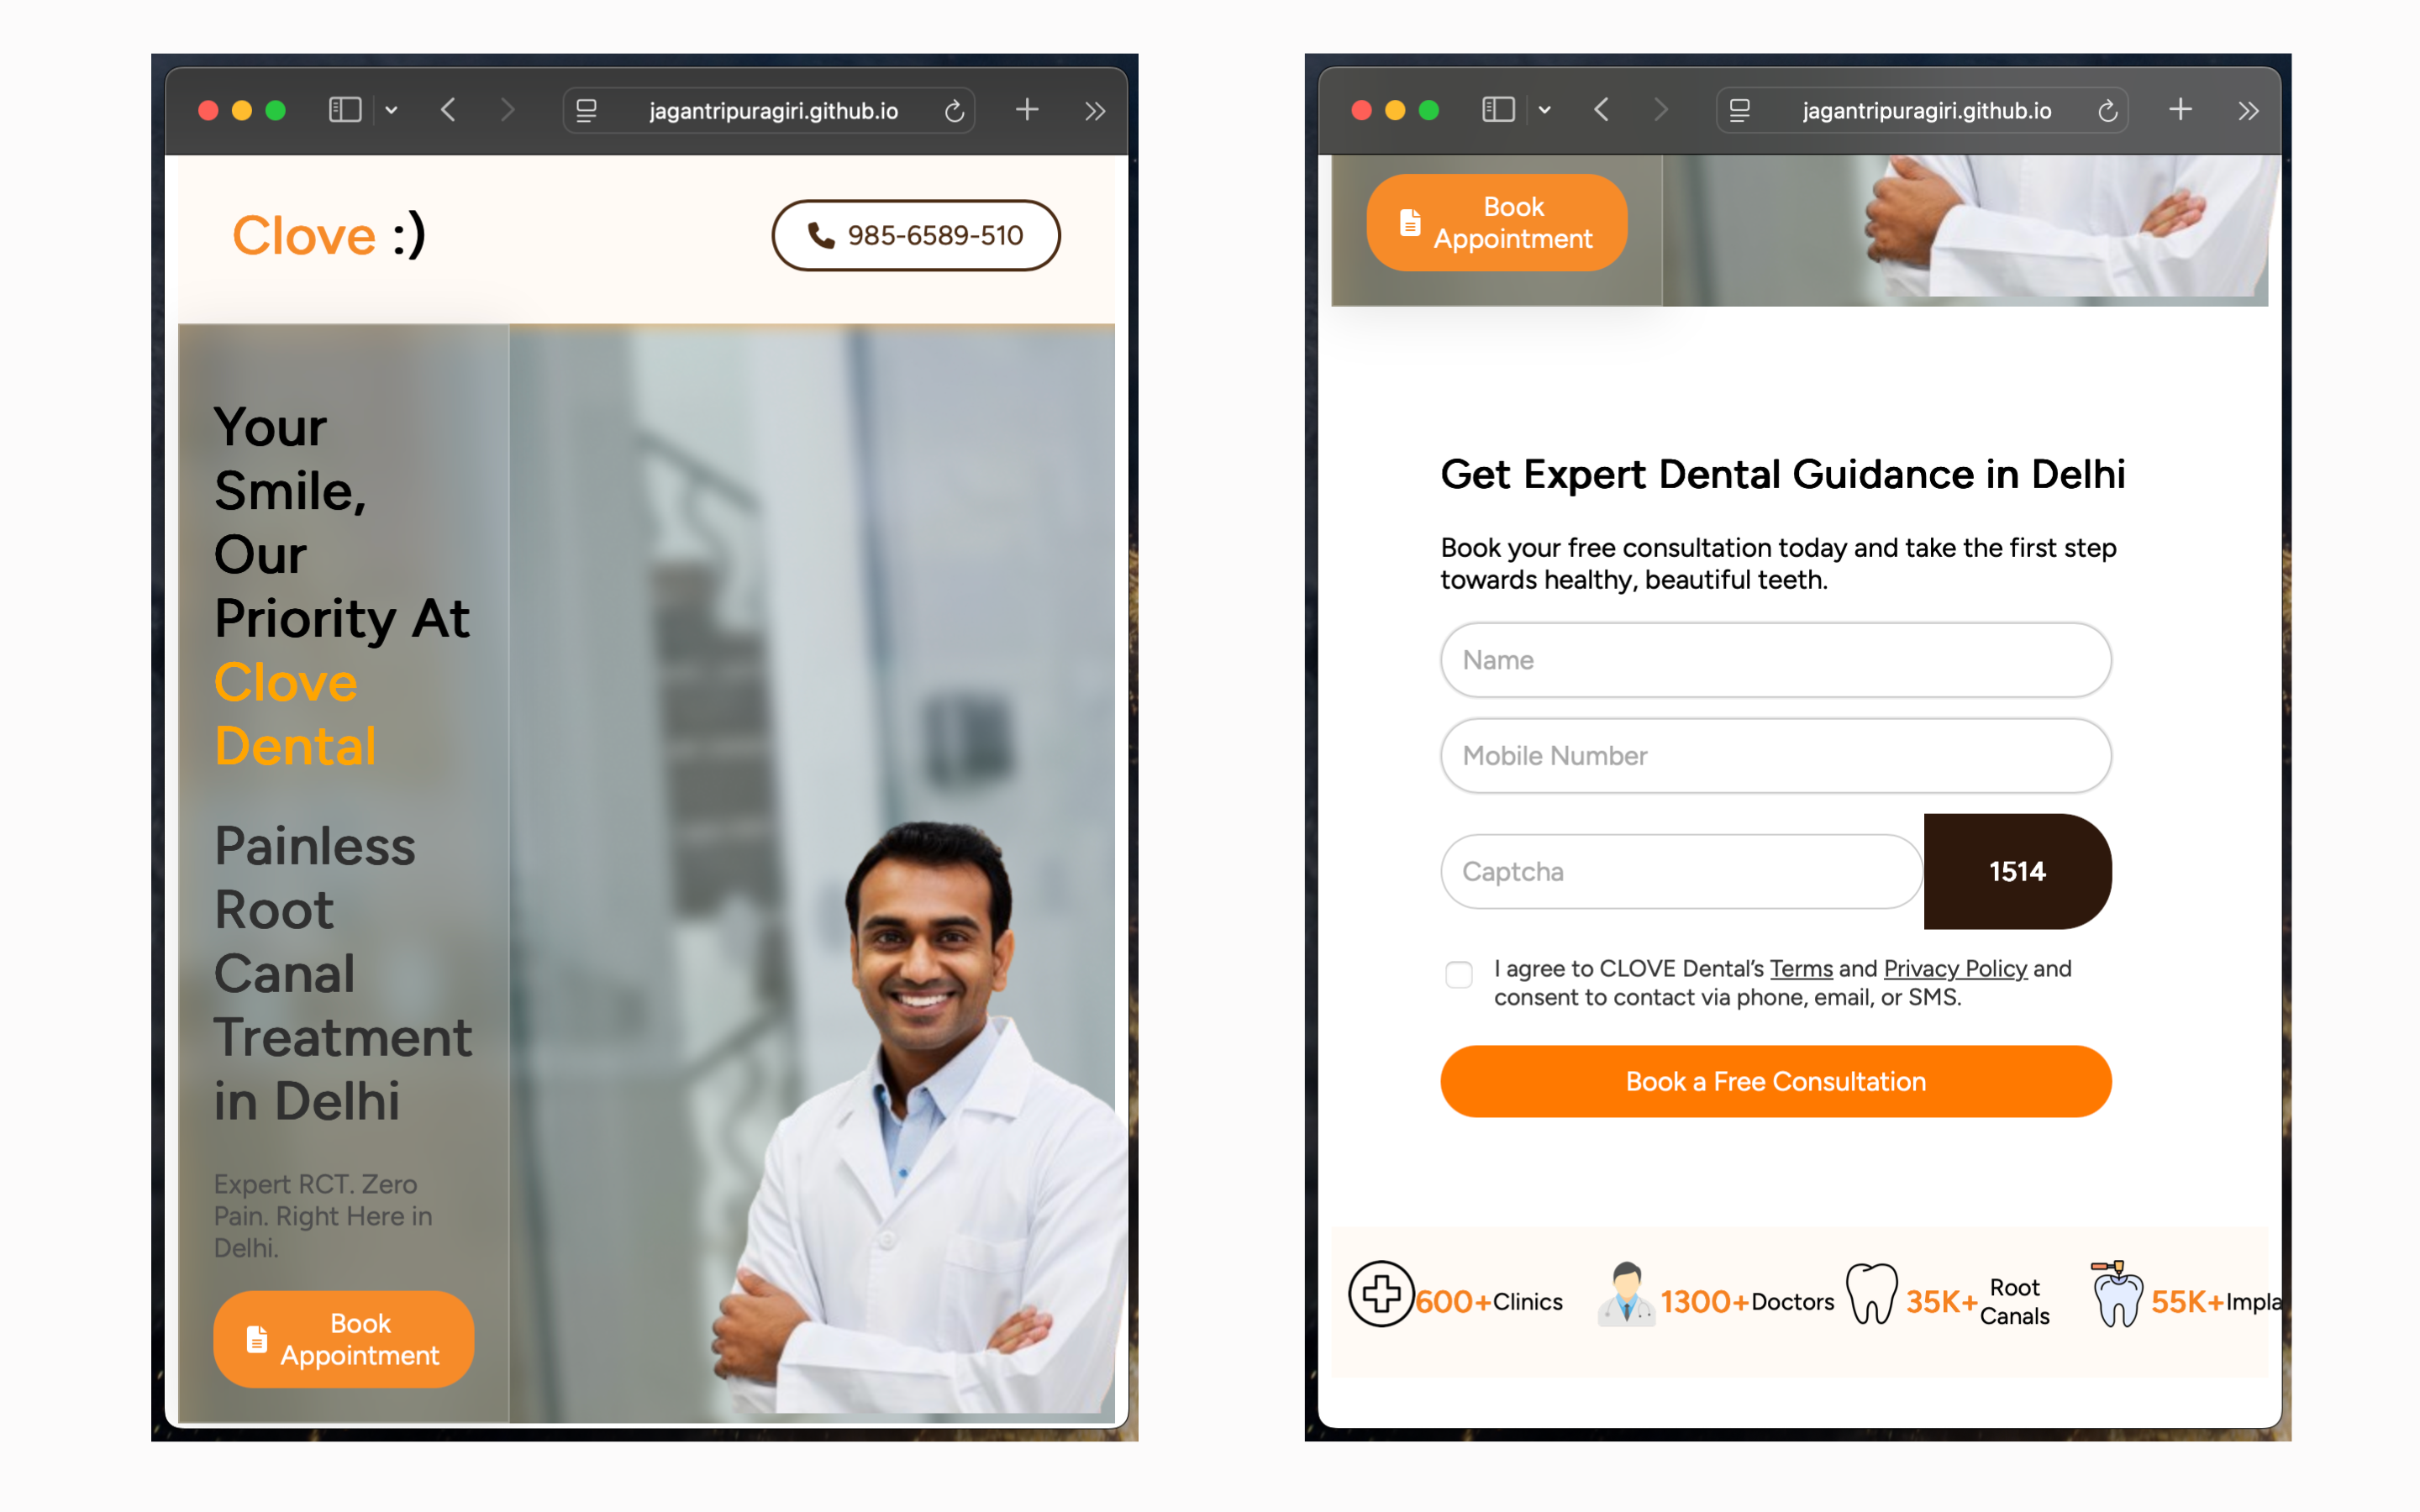 jagantripuragiri.github.io
Clove :)
985-6589-510
Your
Smile,
Our
Priority At
Clove
Dental
Painless
Root
Canal
Treatment
in Delhi
Expert RCT. Zero
Pain. Right Here in
Delhi.
Book
Appointment
jagantripuragiri.github.io
Book
Appointment
Get Expert Dental Guidance in Delhi
Book your free consultation today and take the first step
towards healthy, beautiful teeth.
Name
Mobile Number
Captcha
1514
I agree to CLOVE Dental’s Terms and Privacy Policy and
consent to contact via phone, email, or SMS.
Book a Free Consultation
600+ Clinics
1300+ Doctors
35K+ Root
Canals
55K+ Impla